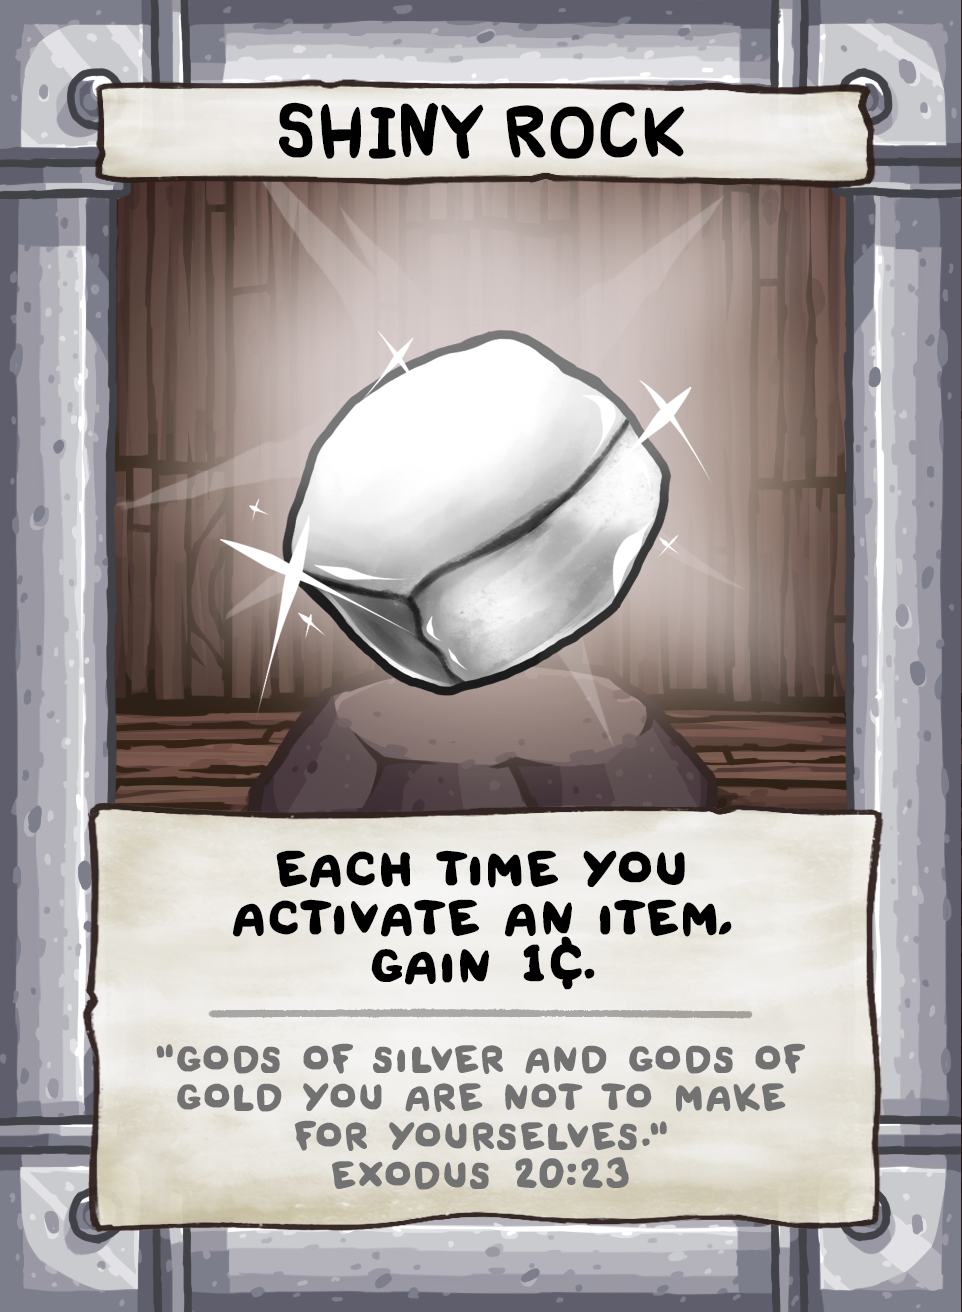 SHINY ROCK
EACH TIME YOU
ACTIVATE AN ITEM,
GAIN 1¢.
"GODS OF SILVER AND GODS OF
GOLD YOU ARE NOT TO MAKE
FOR YOURSELVES."
EXODUS 20:23